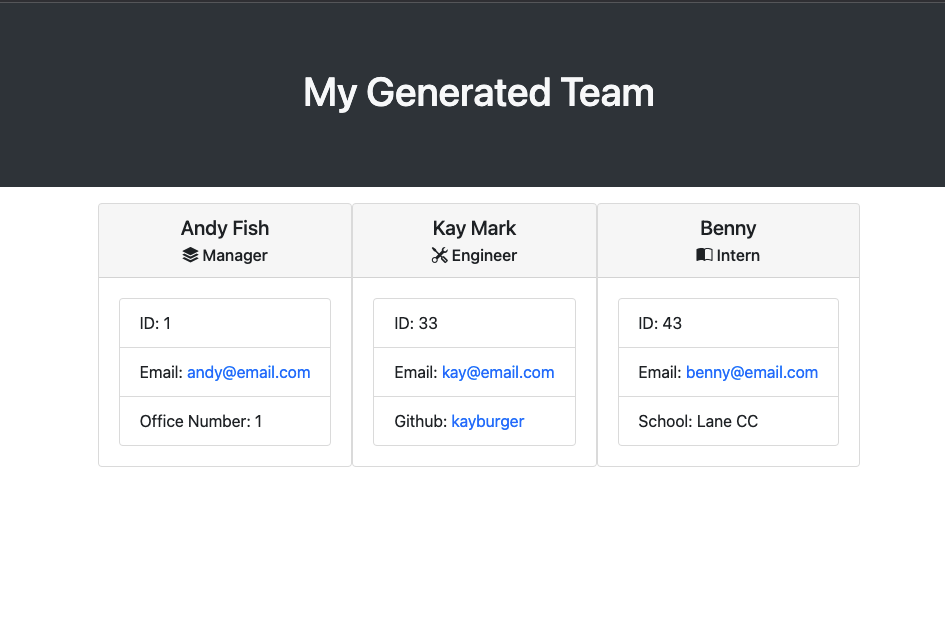 My Generated Team
Andy Fish
Manager
ID: 1
Email: andy@email.com
Office Number: 1
Kay Mark
Engineer
ID: 33
Email: kay@email.com
Github: kayburger
Benny
Intern
ID: 43
Email: benny@email.com
School: Lane CC